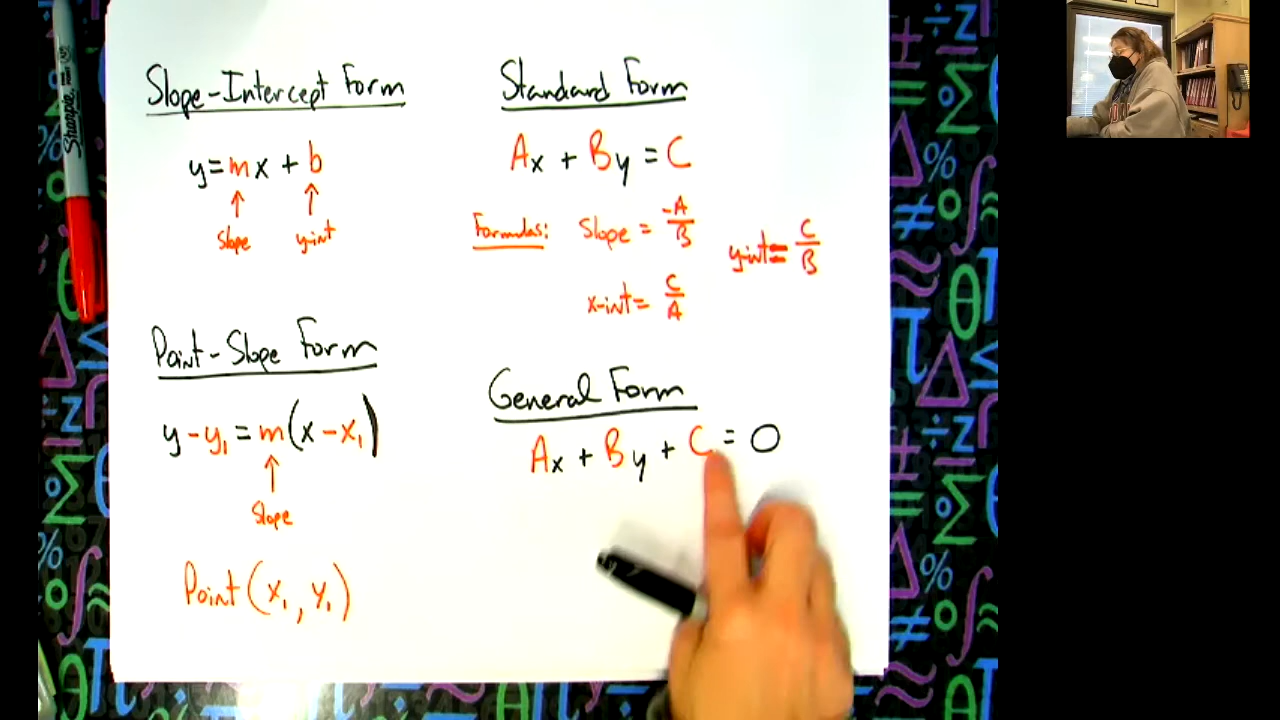 Slope-Intercept Form
y=mx + b
↑ ↑
slope y-int
Point-Slope Form
y-y₁ = m(x-x₁)
↑
slope
Point (x₁, y₁)
Standard Form
Ax + By = C
Formulas: slope = -A/B
y-int = C/B
x-int = C/A
General Form
Ax + By + C = 0
Sharpie